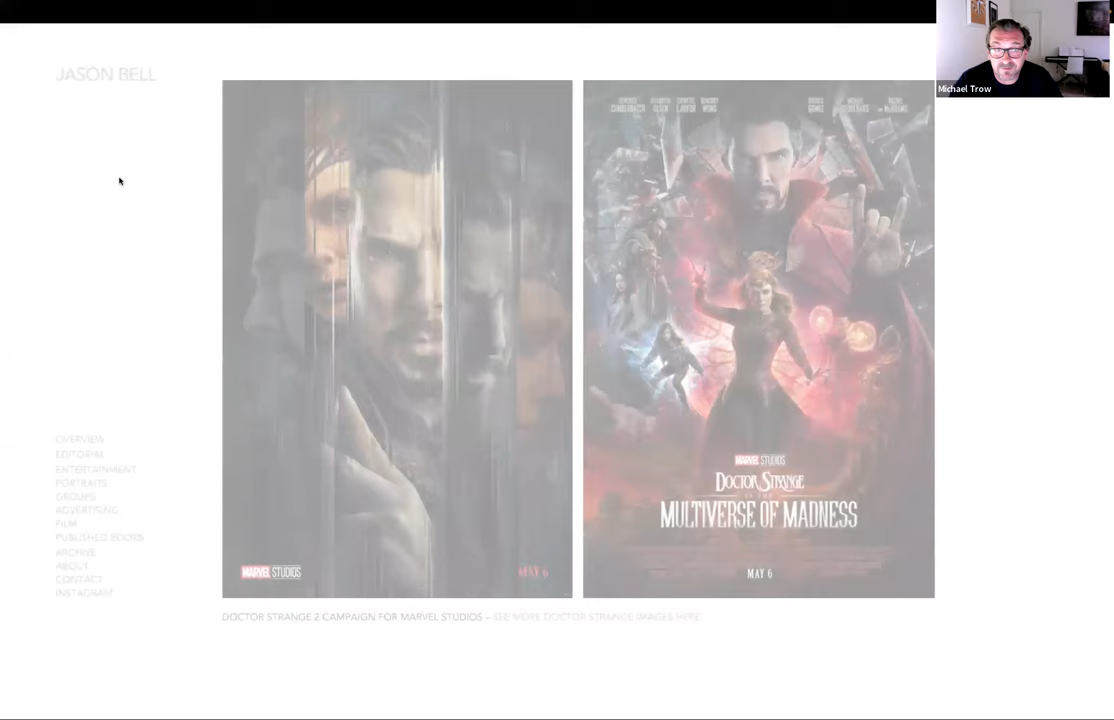 JASON BELL
Michael Trow
OVERVIEW
EDITORIAL
ENTERTAINMENT
PORTRAITS
GROUPS
ADVERTISING
FILM
PUBLISHED BOOKS
ARCHIVE
ABOUT
CONTACT
INSTAGRAM
MARVEL STUDIOS
MAY 6
MARVEL STUDIOS
DOCTOR STRANGE
IN THE
MULTIVERSE OF MADNESS
MAY 6
DOCTOR STRANGE 2 CAMPAIGN FOR MARVEL STUDIOS – SEE MORE DOCTOR STRANGE IMAGES HERE